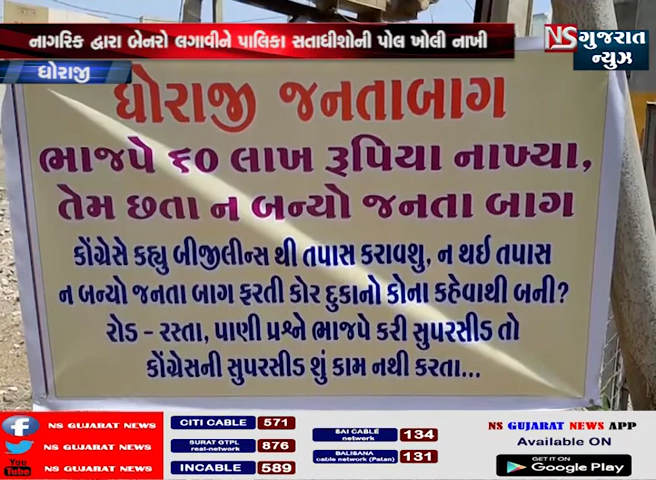 નાગરિક દ્વારા બેનરો લગાવીને પાલિકા સતાધીશોની પોલ ખોલી નાખી
NS ગુજરાત
ન્યુઝ
ધોરાજી
ધોરાજી જનતાબાગ
ભાજપે ૬૦ લાખ રૂપિયા નાખ્યા,
તેમ છતા ન બન્યો જનતા બાગ
કોંગ્રેસે કહ્યુ બીજીલીન્સ થી તપાસ કરાવશુ, ન થઈ તપાસ
ન બન્યો જનતા બાગ ફરતી કોર દુકાનો કોના કહેવાથી બની?
રોડ - રસ્તા, પાણી પ્રશ્ને ભાજપે કરી સુપરસીડ તો
કોંગ્રેસની સુપરસીડ શું કામ નથી કરતા...
NS GUJARAT NEWS
NS GUJARAT NEWS
You Tube NS GUJARAT NEWS
CITI CABLE 571
SURAT GTPL real-network 876
INCABLE 589
SAI CABLE network 134
BALISANA cable network (Patan) 131
NS GUJARAT NEWS APP
Available ON
GET IT ON
Google Play